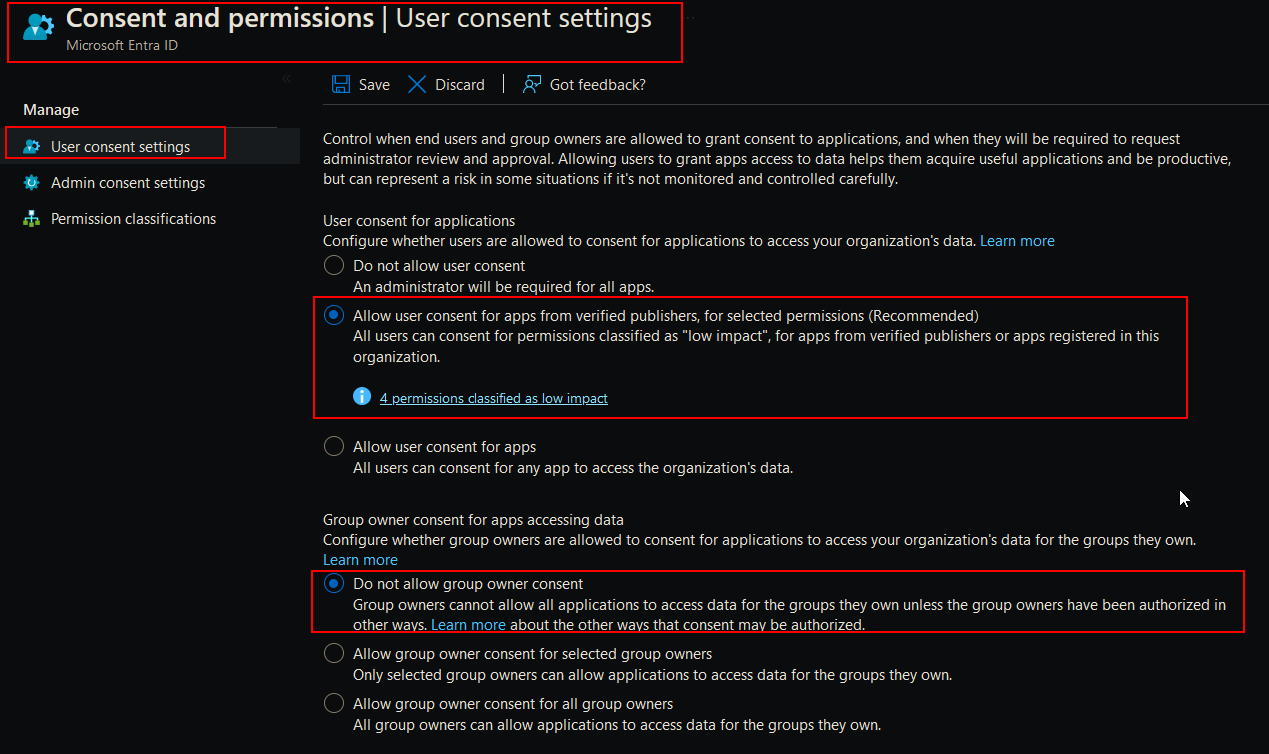 Consent and permissions | User consent settings
Microsoft Entra ID
Manage
User consent settings
Admin consent settings
Permission classifications
Save
Discard
Got feedback?
Control when end users and group owners are allowed to grant consent to applications, and when they will be required to request
administrator review and approval. Allowing users to grant apps access to data helps them acquire useful applications and be productive,
but can represent a risk in some situations if it's not monitored and controlled carefully.
User consent for applications
Configure whether users are allowed to consent for applications to access your organization's data. Learn more
Do not allow user consent
An administrator will be required for all apps.
Allow user consent for apps from verified publishers, for selected permissions (Recommended)
All users can consent for permissions classified as "low impact", for apps from verified publishers or apps registered in this
organization.
4 permissions classified as low impact
Allow user consent for apps
All users can consent for any app to access the organization's data.
Group owner consent for apps accessing data
Configure whether group owners are allowed to consent for applications to access your organization's data for the groups they own.
Learn more
Do not allow group owner consent
Group owners cannot allow all applications to access data for the groups they own unless the group owners have been authorized in
other ways. Learn more about the other ways that consent may be authorized.
Allow group owner consent for selected group owners
Only selected group owners can allow applications to access data for the groups they own.
Allow group owner consent for all group owners
All group owners can allow applications to access data for the groups they own.